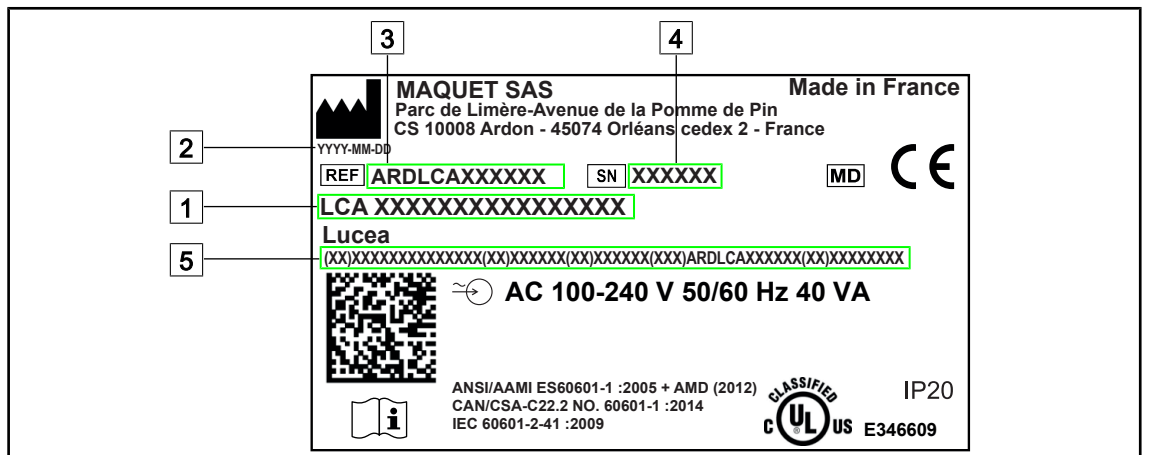 3
4
MAQUET SAS
Made in France
Parc de Limère-Avenue de la Pomme de Pin
CS 10008 Ardon - 45074 Orléans cedex 2 - France
2
YYYY-MM-DD
REF ARDLCAXXXXXX SN XXXXXX MD CE
1
LCA XXXXXXXXXXXXXXXX
Lucea
5
(XX)XXXXXXXXXXXXXX(XX)XXXXXX(XX)XXXXXX(XXX)ARDLCAXXXXXX(XX)XXXXXXXX
AC 100-240 V 50/60 Hz 40 VA
ANSI/AAMI ES60601-1 :2005 + AMD (2012)
CAN/CSA-C22.2 NO. 60601-1 :2014
IEC 60601-2-41 :2009
i
CLASSIFIED
C UL ® US
E346609
IP20